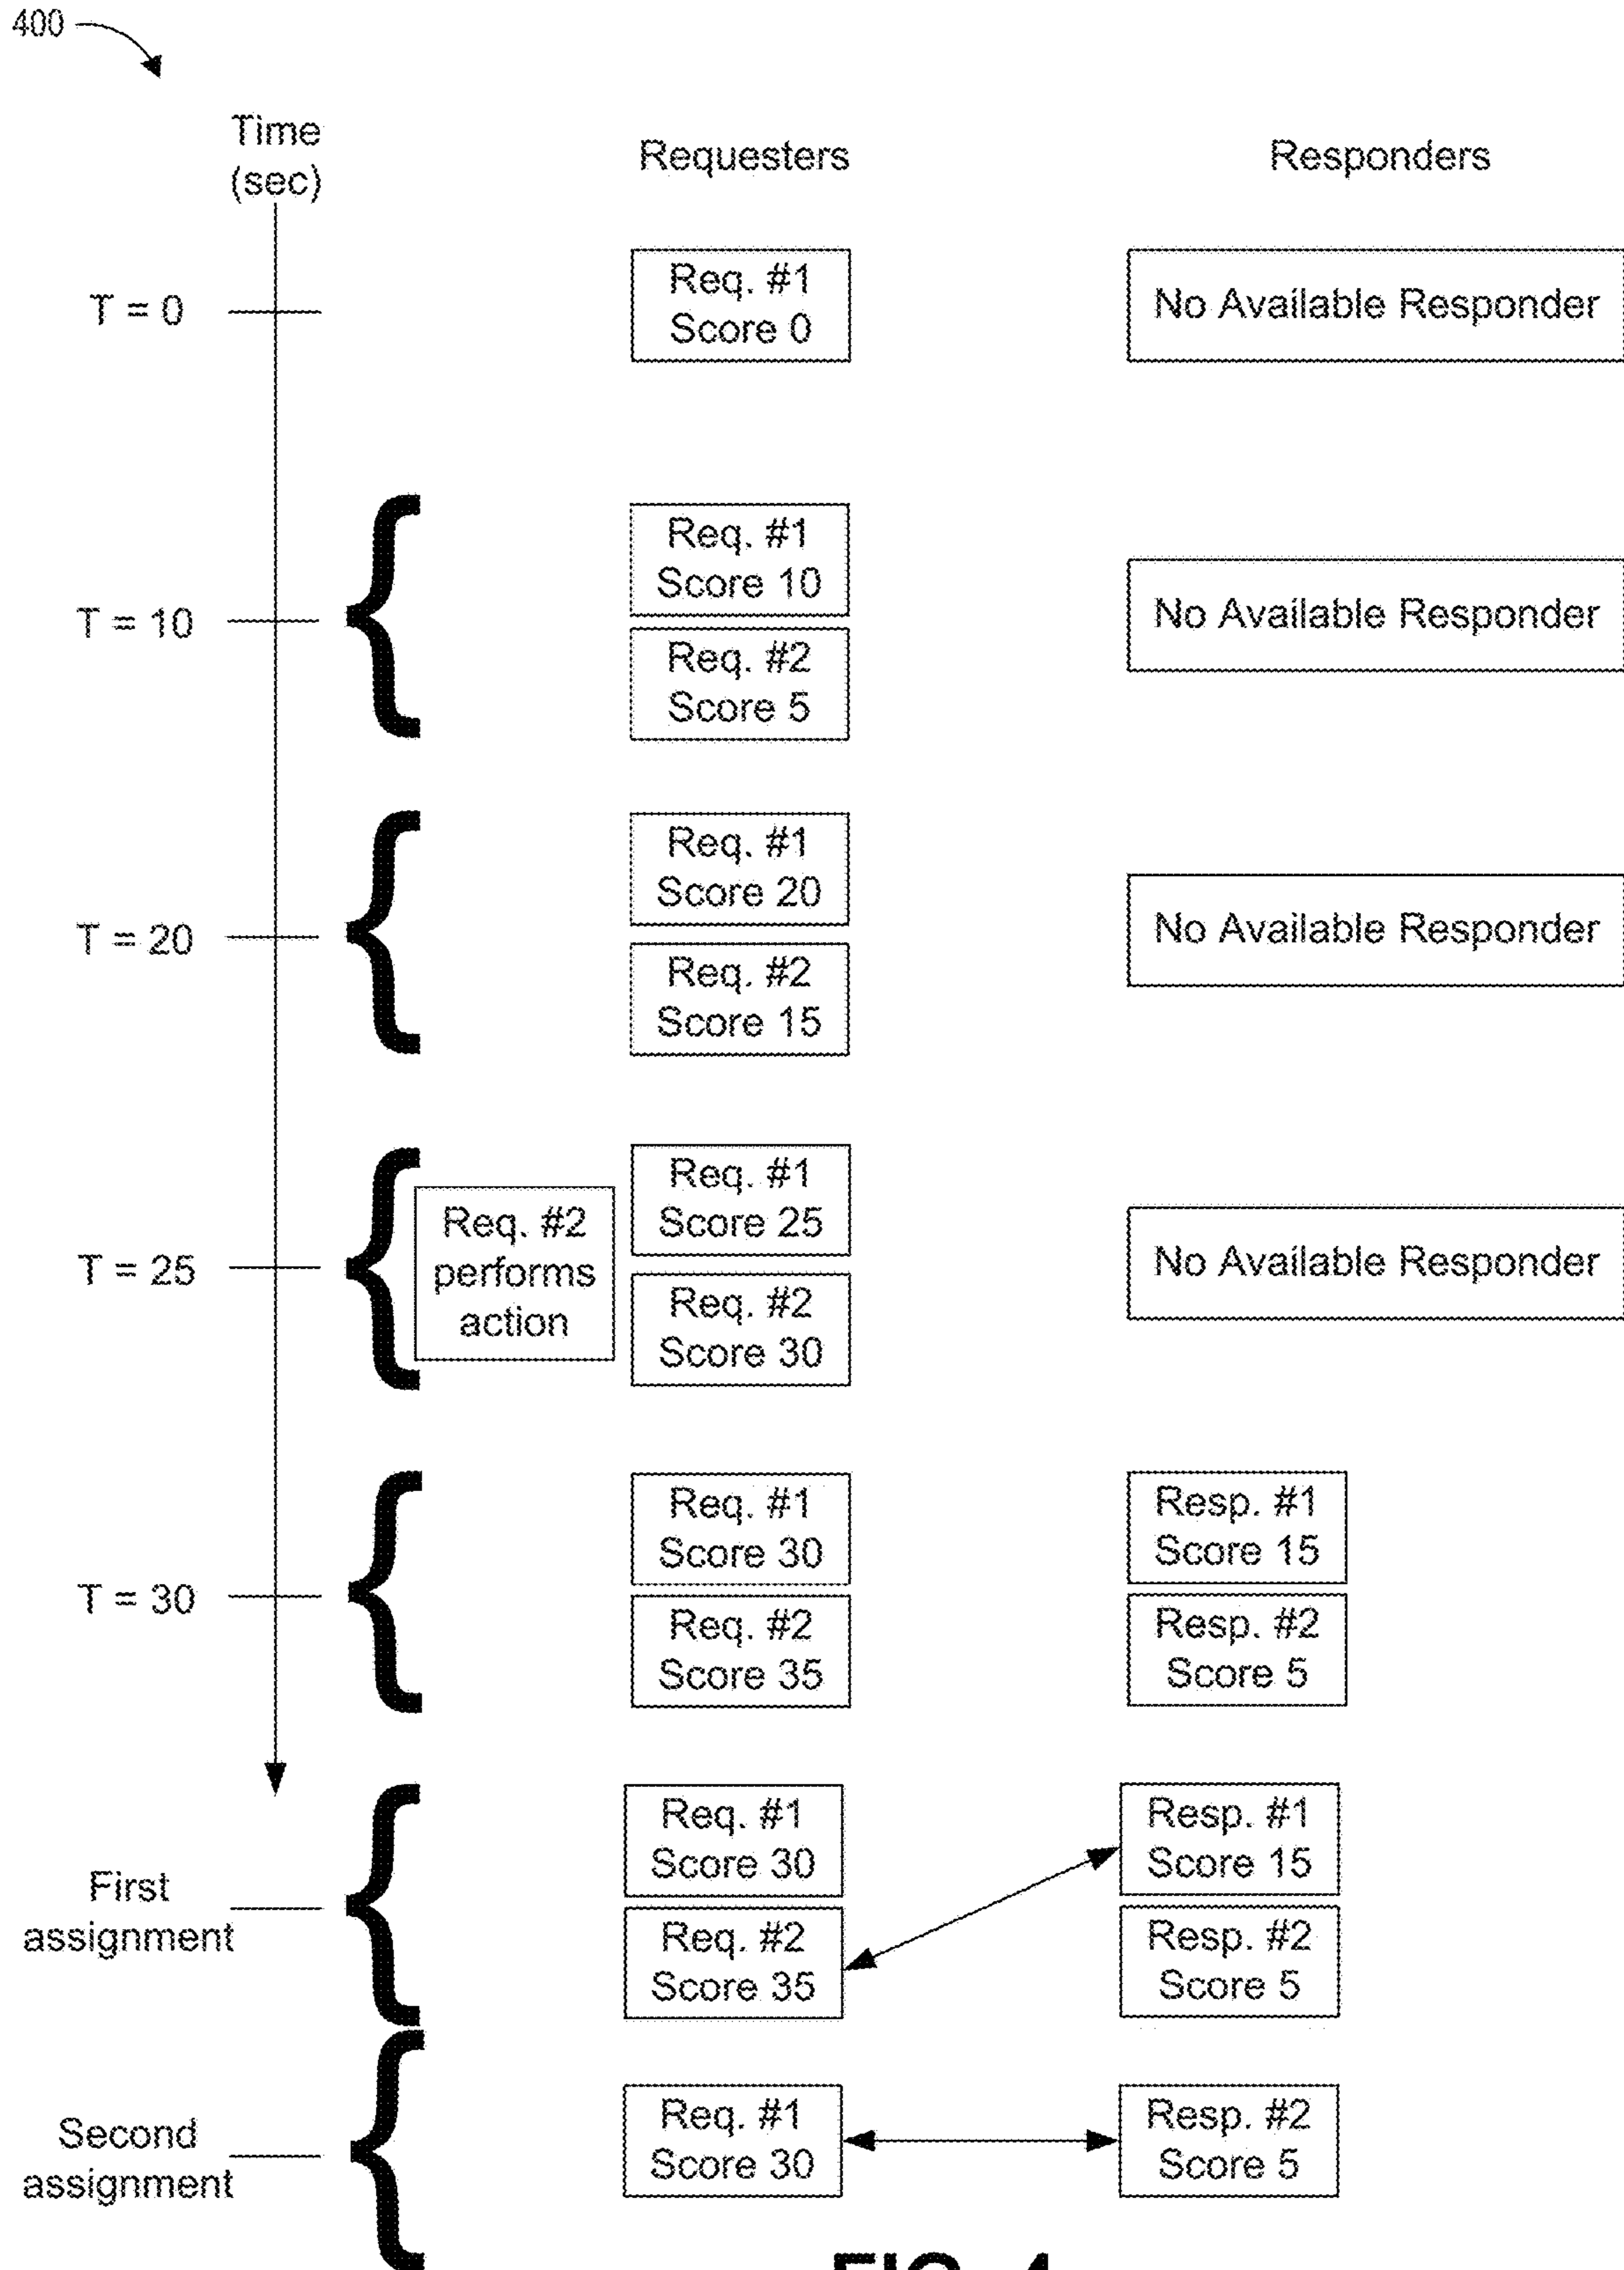 400
Time
(sec)
Requesters
Responders
T = 0
Req. #1
Score 0
No Available Responder
T = 10
Req. #1
Score 10
Req. #2
Score 5
No Available Responder
T = 20
Req. #1
Score 20
Req. #2
Score 15
No Available Responder
T = 25
Req. #2
performs
action
Req. #1
Score 25
Req. #2
Score 30
No Available Responder
T = 30
Req. #1
Score 30
Req. #2
Score 35
Resp. #1
Score 15
Resp. #2
Score 5
First
assignment
Req. #1
Score 30
Req. #2
Score 35
Resp. #1
Score 15
Resp. #2
Score 5
Second
assignment
Req. #1
Score 30
Resp. #2
Score 5